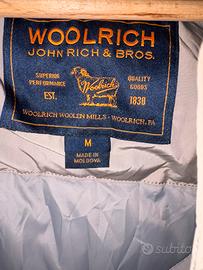 WOOLRICH
JOHN RICH & BROS.
SUPERIOR PERFORMANCE
QUALITY GOODS
Woolrich
EST.
1830
WOOLRICH WOOLEN MILLS - WOOLRICH, PA
M
MADE IN
MOLDOVA
subito